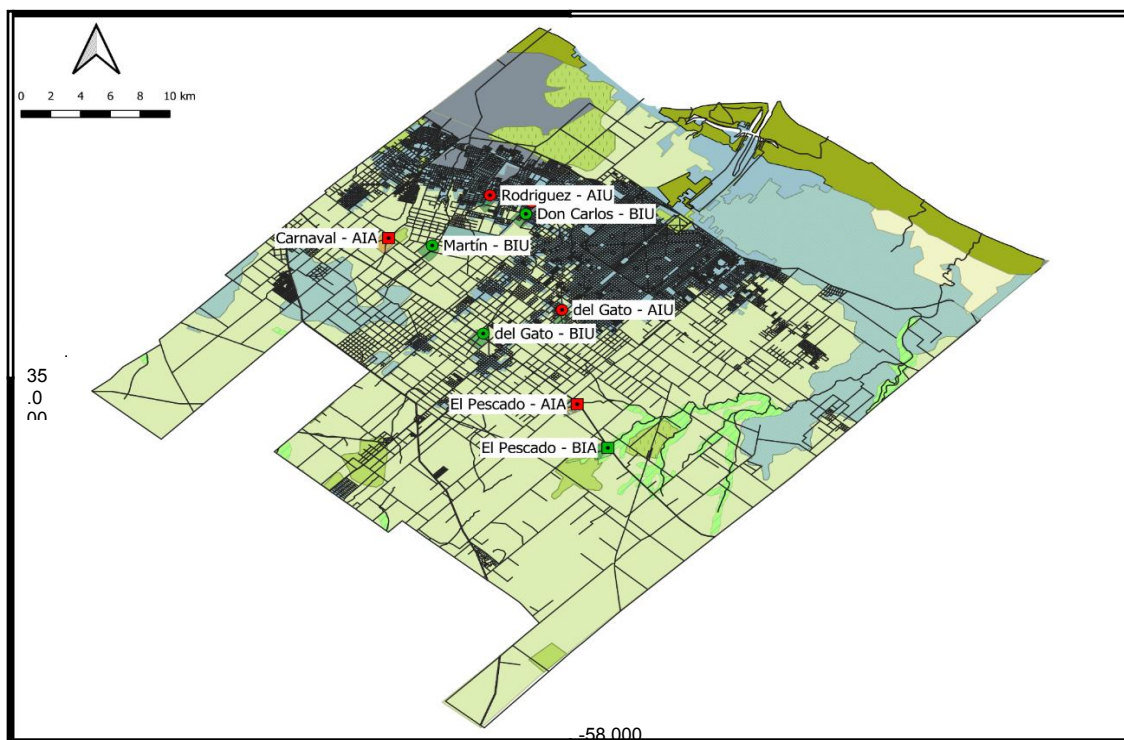 0 2 4 6 8 10 km
Rodriguez - AIU
Don Carlos - BIU
Carnaval - AIA
Martín - BIU
del Gato - AIU
del Gato - BIU
35
.0
00
El Pescado - AIA
El Pescado - BIA
-58.000